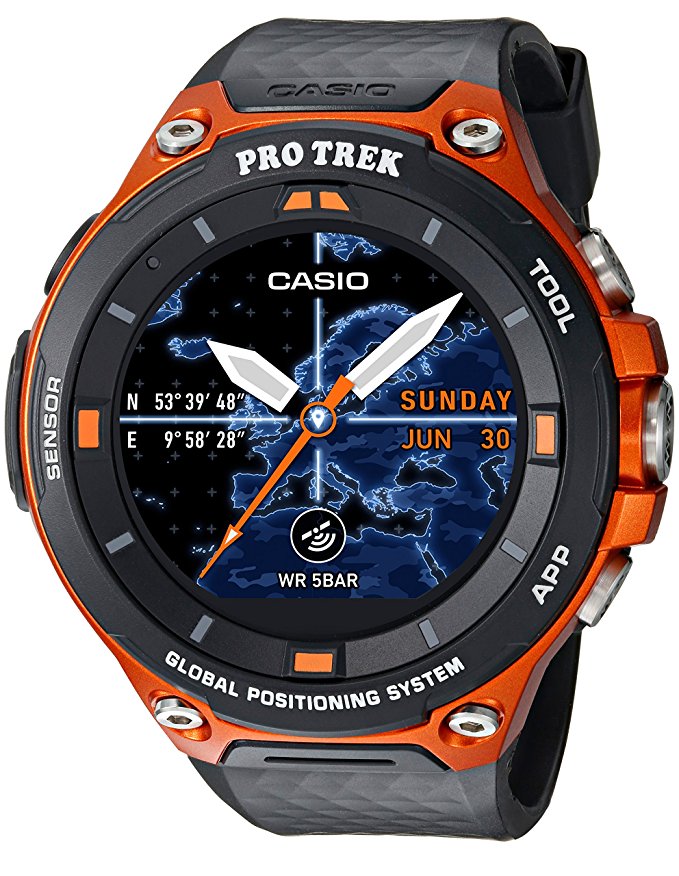 CASIO
PRO TREK
TOOL
CASIO
SENSOR
N 53°39'48"
SUNDAY
E 9°58'28"
JUN 30
APP
WR 5BAR
GLOBAL POSITIONING SYSTEM
CASIO